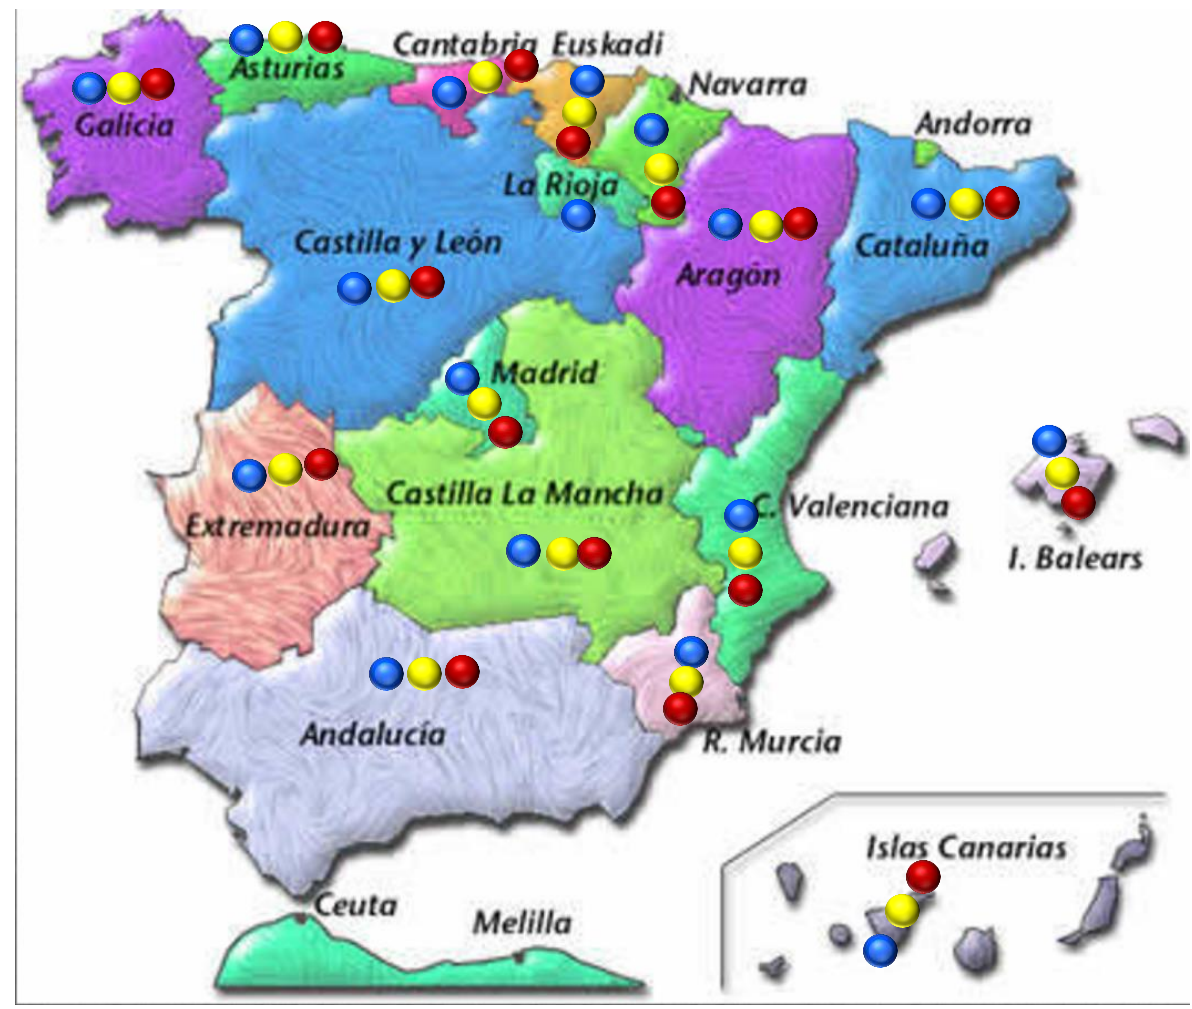 Cantabria Euskadi
Asturias
Navarra
Galicia
Andorra
La Rioja
Castilla y León
Cataluña
Aragón
Madrid
Castilla La Mancha
C. Valenciana
Extremadura
I. Balears
Andalucía
R. Murcia
Islas Canarias
Ceuta
Melilla